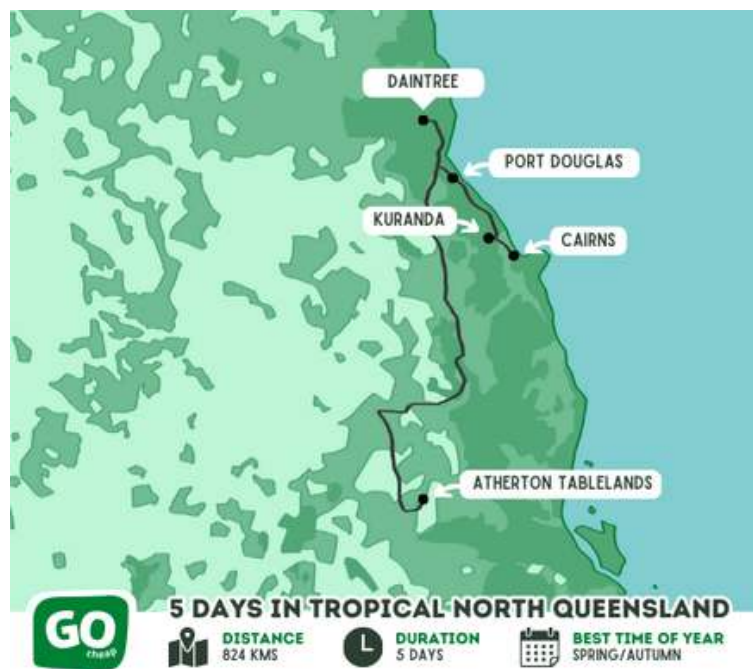 DAINTREE
PORT DOUGLAS
KURANDA
CAIRNS
ATHERTON TABLELANDS
GO
cheap
5 DAYS IN TROPICAL NORTH QUEENSLAND
DISTANCE
824 KMS
DURATION
5 DAYS
BEST TIME OF YEAR
SPRING/AUTUMN